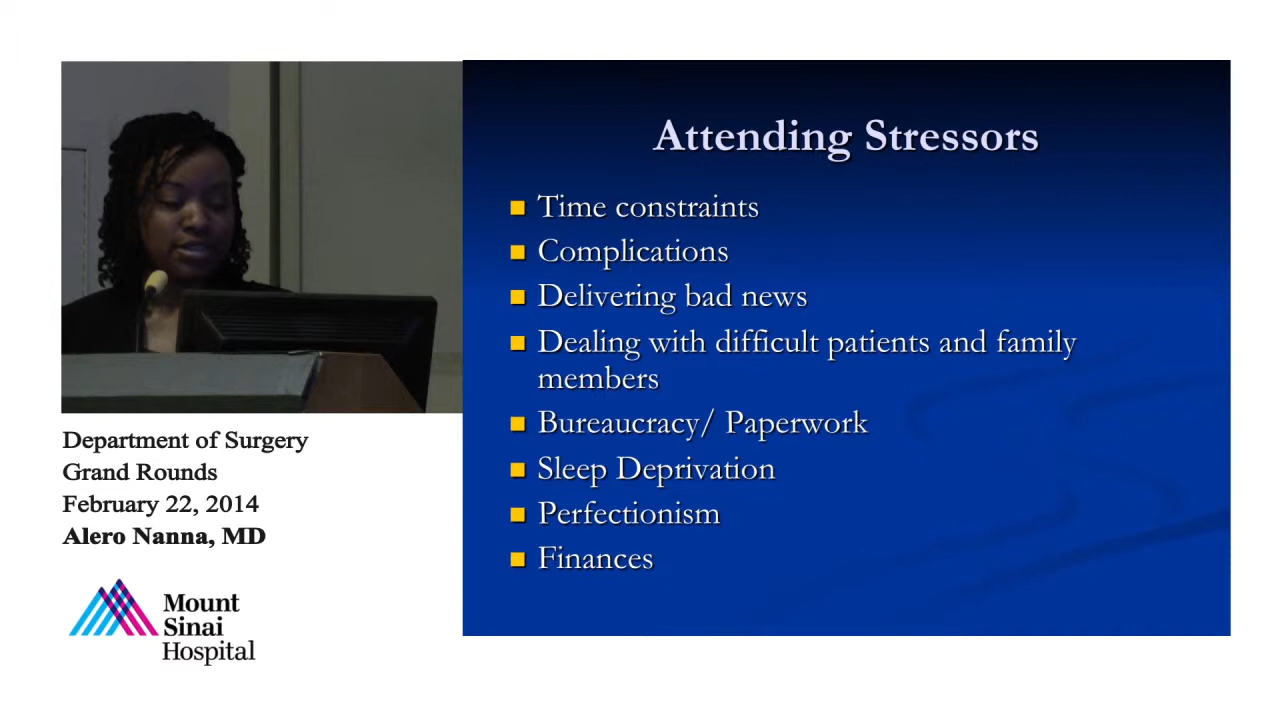 Attending Stressors
Time constraints
Complications
Delivering bad news
Dealing with difficult patients and family
members
Bureaucracy/ Paperwork
Sleep Deprivation
Perfectionism
Finances
Department of Surgery
Grand Rounds
February 22, 2014
Alero Nanna, MD
Mount
Sinai
Hospital